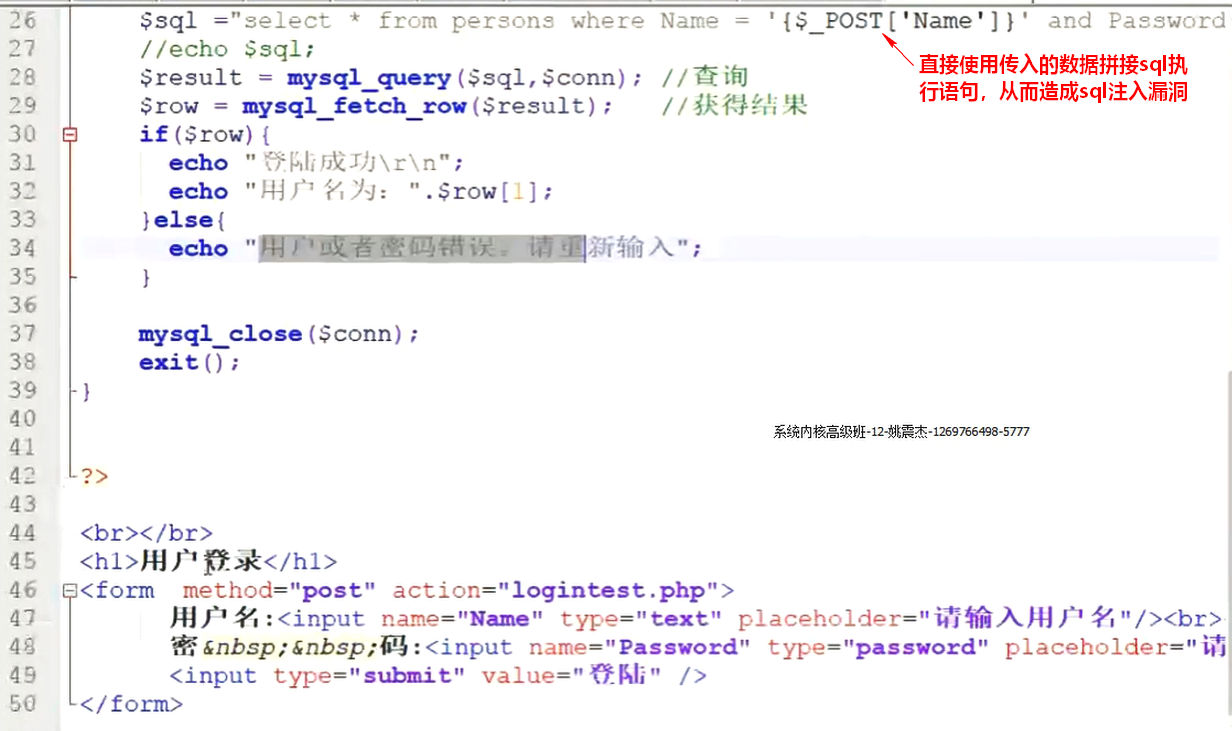 26 $sql ="select * from persons where Name = '{$_POST['Name']}' and Password
直接使用传入的数据拼接sql执
行语句，从而造成sql注入漏洞
27 //echo $sql;
28 $result = mysql_query($sql,$conn); //查询
29 $row = mysql_fetch_row($result); //获得结果
30 if($row){
31 echo "登陆成功\r\n";
32 echo "用户名为: ".$row[1];
33 }else{
34 echo "用户或者密码错误。请重新输入";
35 }
36
37 mysql_close($conn);
38 exit();
39 }
40
系统内核高级班-12-姚震杰-1269766498-5777
41
42 ?>
43
44 <br></br>
45 <h1>用户登录</h1>
46 <form method="post" action="logintest.php">
47 用户名:<input name="Name" type="text" placeholder="请输入用户名"/><br>
48 密&nbsp;&nbsp;码:<input name="Password" type="password" placeholder="请
49 <input type="submit" value="登陆" />
50 </form>